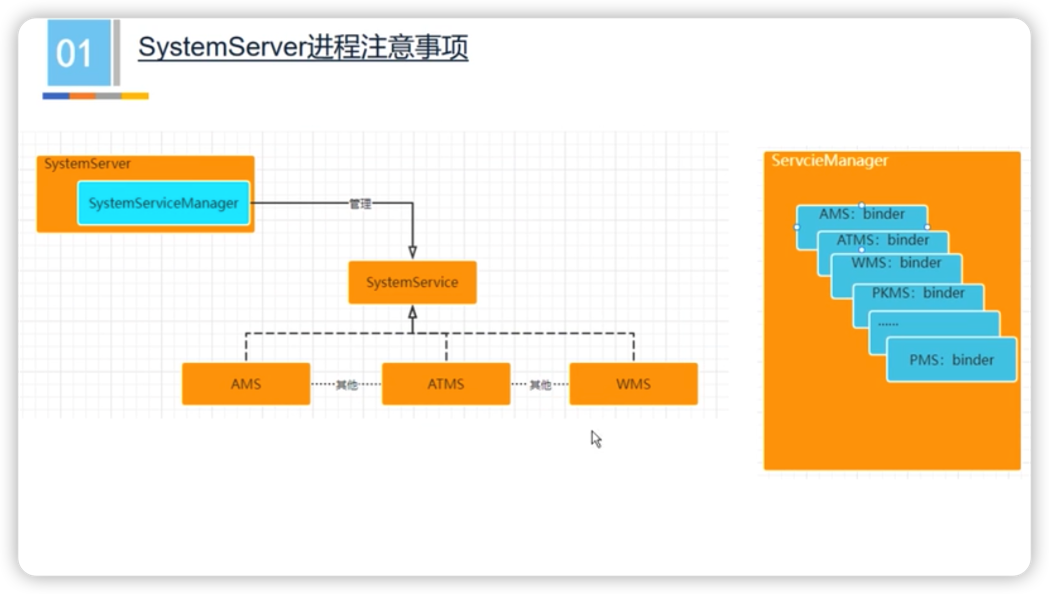 01
SystemServer进程注意事项
SystemServer
SystemServiceManager
管理
SystemService
AMS
其他
ATMS
其他
WMS
ServcieManager
AMS：binder
ATMS：binder
WMS：binder
PKMS：binder
......
PMS：binder